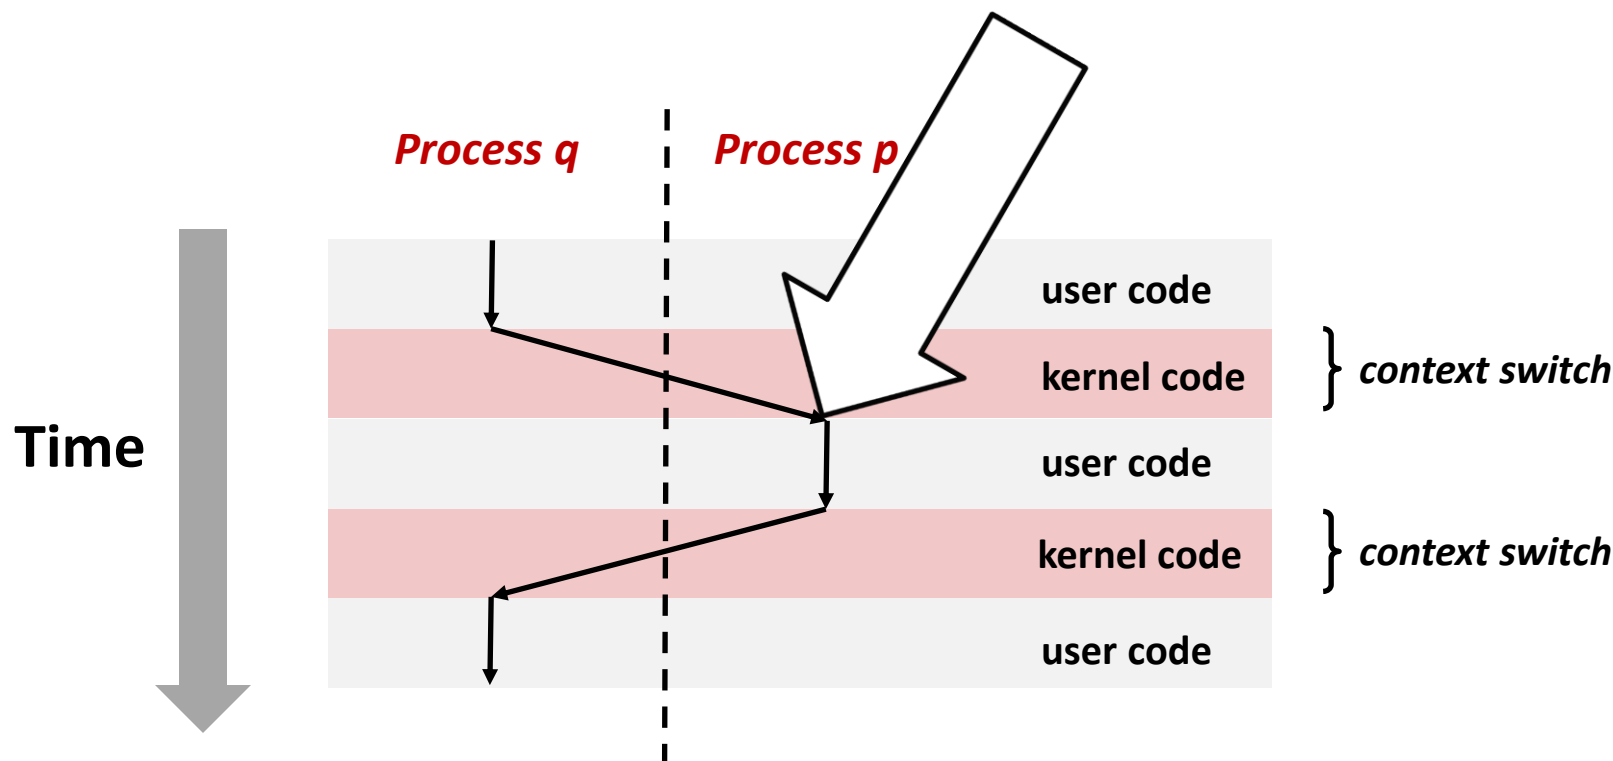 Process q
Process p
user code
kernel code
context switch
Time
user code
kernel code
context switch
user code